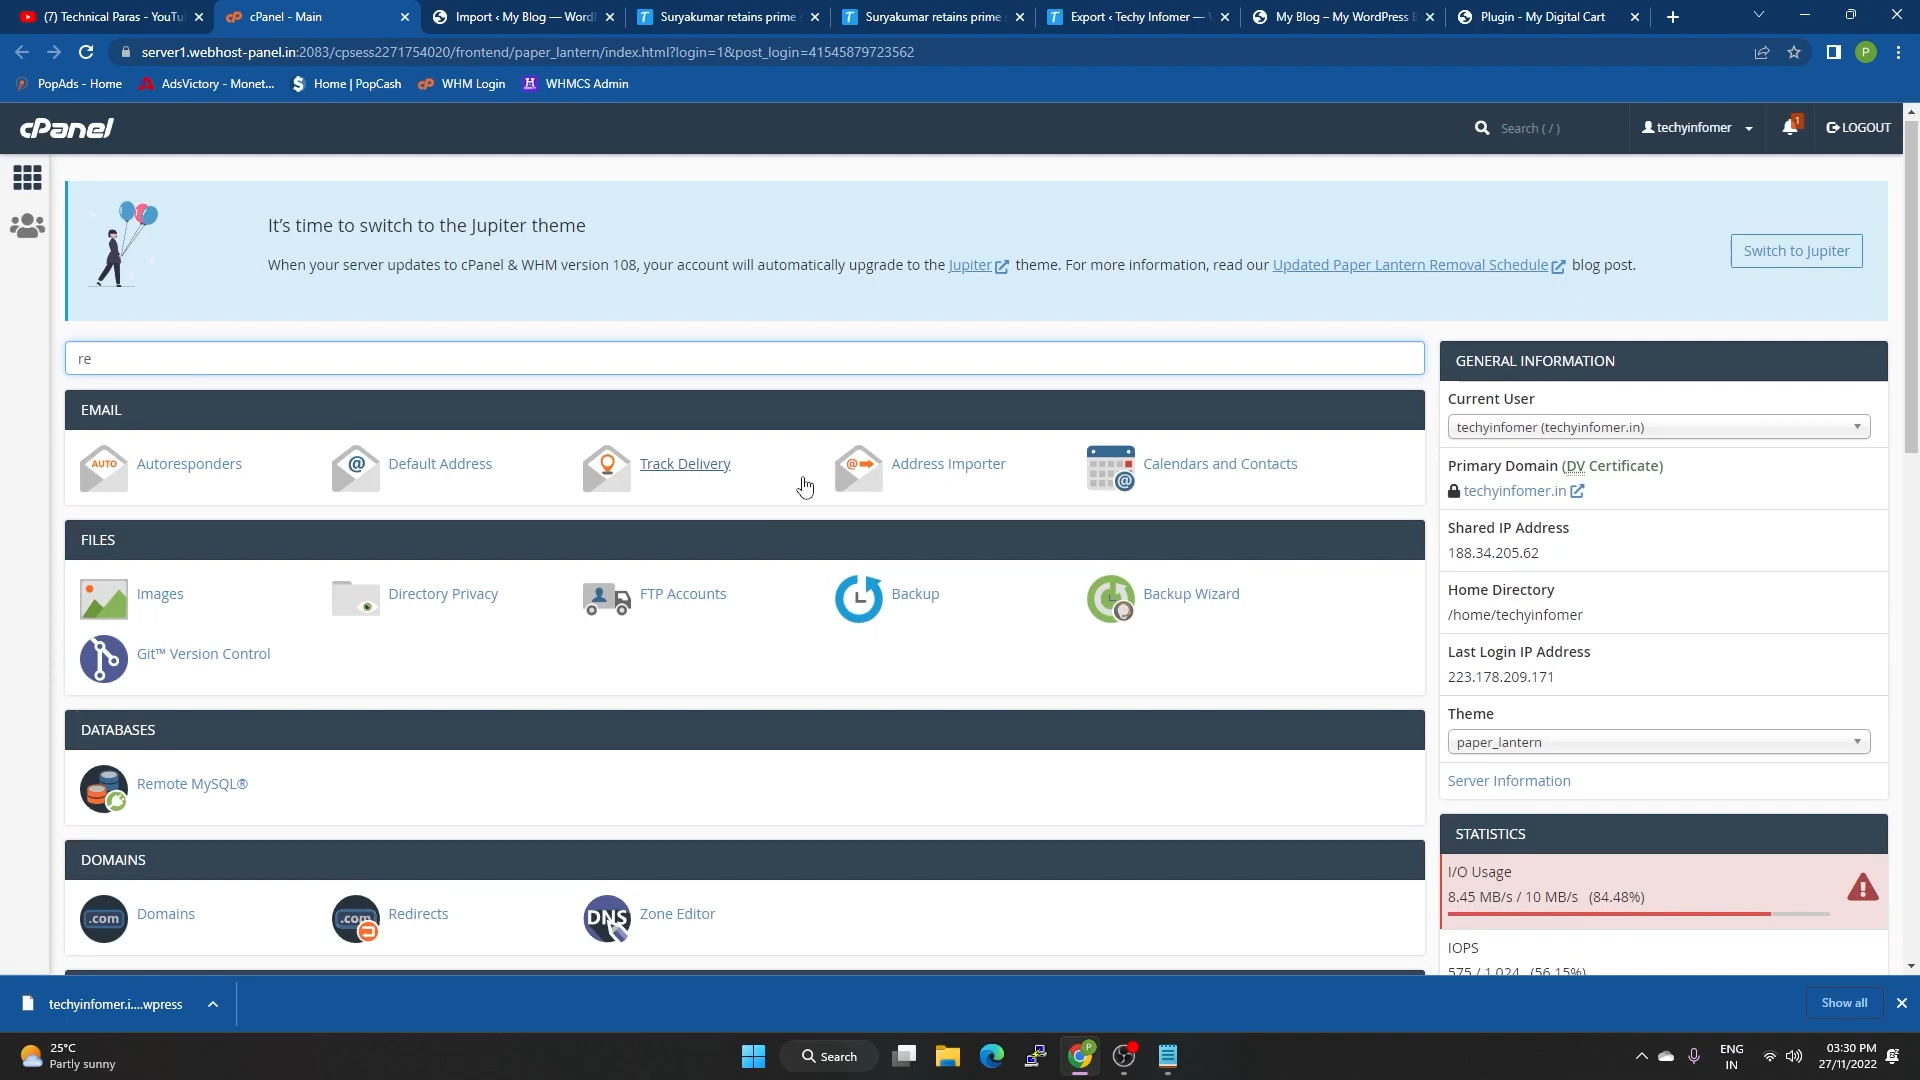 (7) Technical Paras - YouTu
cPanel - Main
Import ‹ My Blog — Wordl
Suryakumar retains prime
Suryakumar retains prime
Export ‹ Techy Infomer —
My Blog – My WordPress B
Plugin - My Digital Cart
server1.webhost-panel.in:2083/cpsess2271754020/frontend/paper_lantern/index.html?login=1&post_login=41545879723562
P
PopAds - Home
AdsVictory - Monet...
Home | PopCash
WHM Login
WHMCS Admin
cPanel
Search ( / )
techyinfomer
1
LOGOUT
It's time to switch to the Jupiter theme
When your server updates to cPanel & WHM version 108, your account will automatically upgrade to the Jupiter theme. For more information, read our Updated Paper Lantern Removal Schedule blog post.
Switch to Jupiter
re
EMAIL
AUTO
Autoresponders
Default Address
Track Delivery
Address Importer
Calendars and Contacts
FILES
Images
Directory Privacy
FTP Accounts
Backup
Backup Wizard
Git™ Version Control
DATABASES
Remote MySQL®
DOMAINS
.com
Domains
.com
Redirects
DNS
Zone Editor
GENERAL INFORMATION
Current User
techyinfomer (techyinfomer.in)
Primary Domain (DV Certificate)
techyinfomer.in
Shared IP Address
188.34.205.62
Home Directory
/home/techyinfomer
Last Login IP Address
223.178.209.171
Theme
paper_lantern
Server Information
STATISTICS
I/O Usage
8.45 MB/s / 10 MB/s (84.48%)
IOPS
575 / 1,024 (56.15%)
techyinfomer.i....wpress
Show all
25°C
Partly sunny
Search
ENG
IN
03:30 PM
27/11/2022